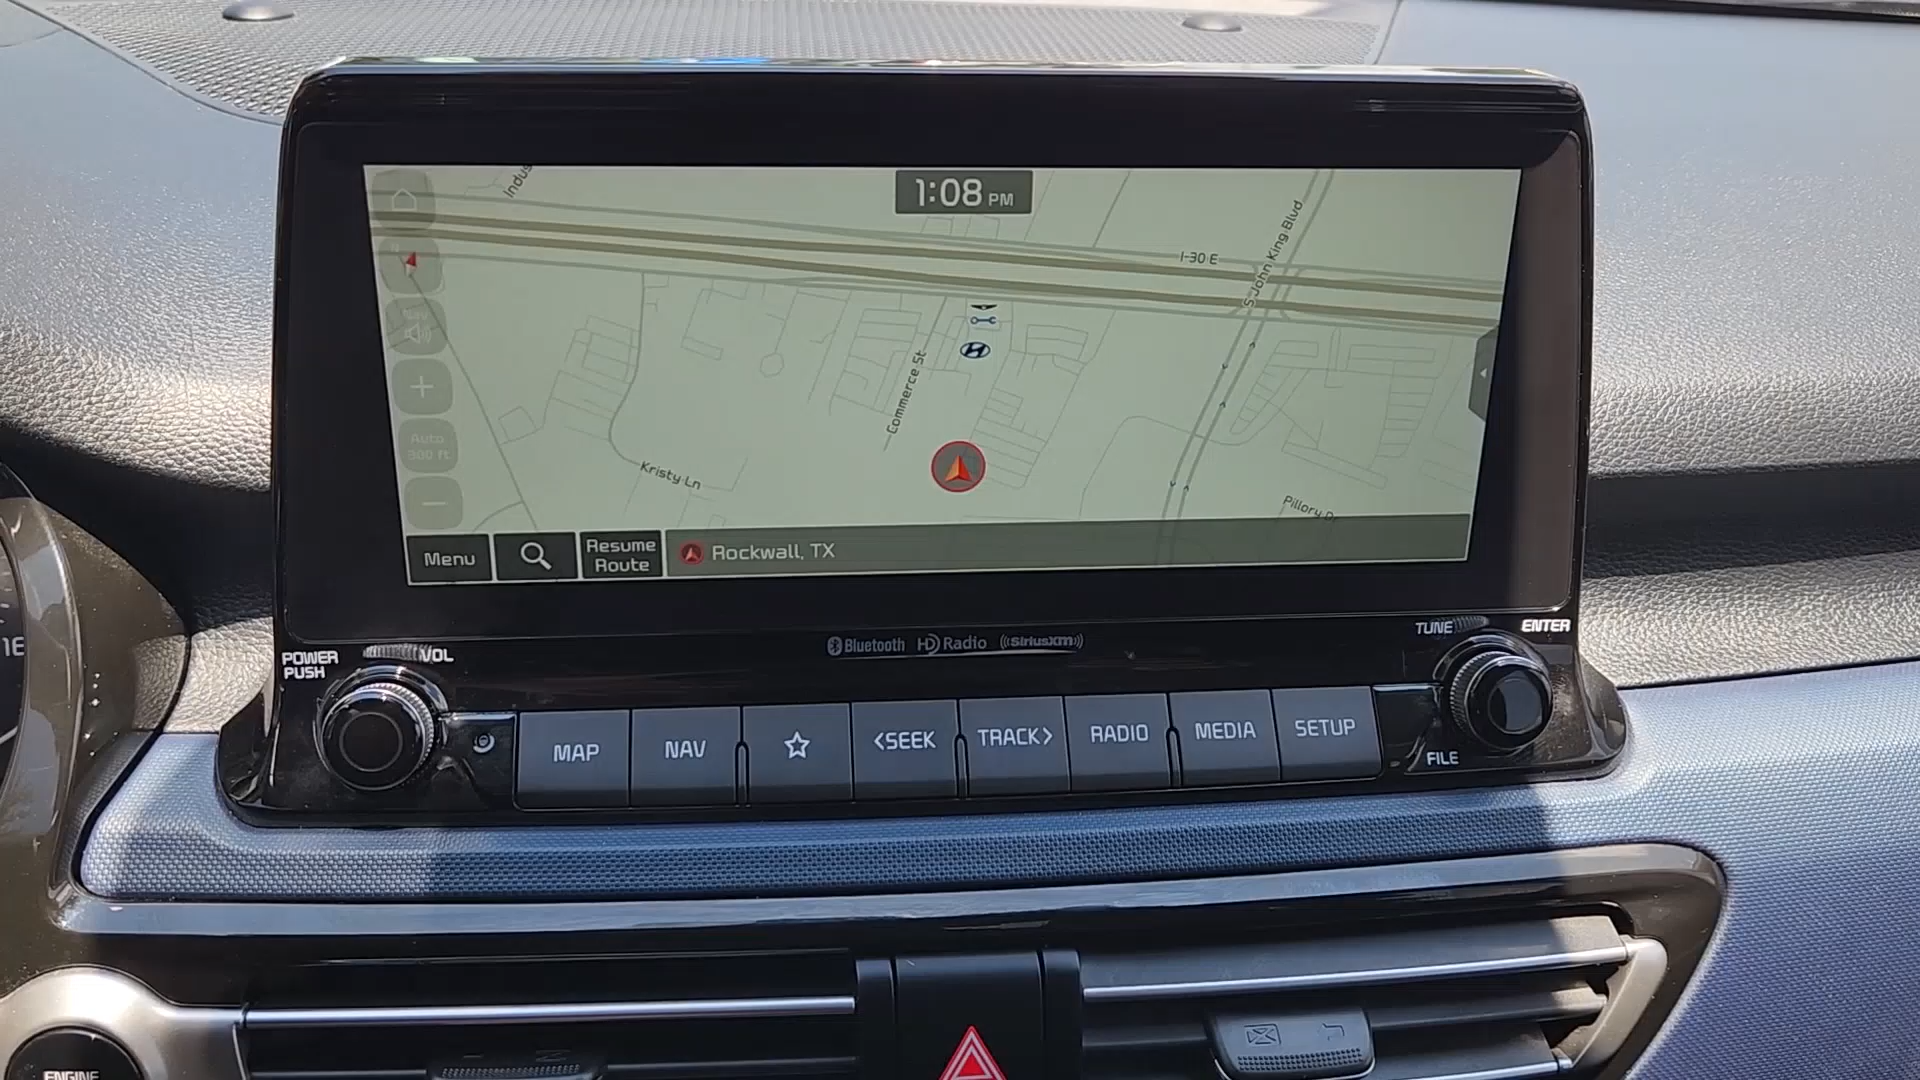 Indus
1:08 PM
I-30 E
S John King Blvd
Commerce St
Auto
300 ft
Kristy Ln
Pillory Dr
Menu
Resume
Route
Rockwall, TX
Bluetooth HD Radio ((SiriusXM))
TUNE ENTER
POWER
PUSH
VOL
MAP
NAV
<SEEK
TRACK>
RADIO
MEDIA
SETUP
FILE
ENGINE